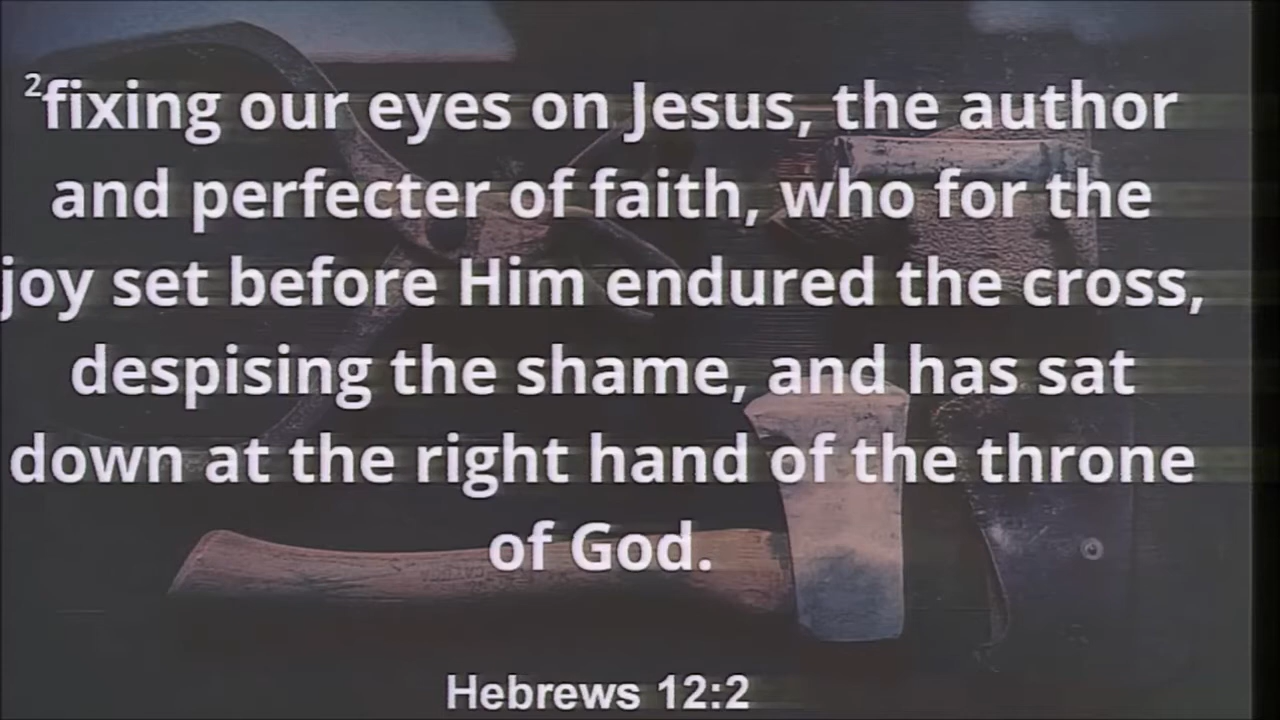 2fixing our eyes on Jesus, the author
and perfecter of faith, who for the
joy set before Him endured the cross,
despising the shame, and has sat
down at the right hand of the throne
of God.
Hebrews 12:2